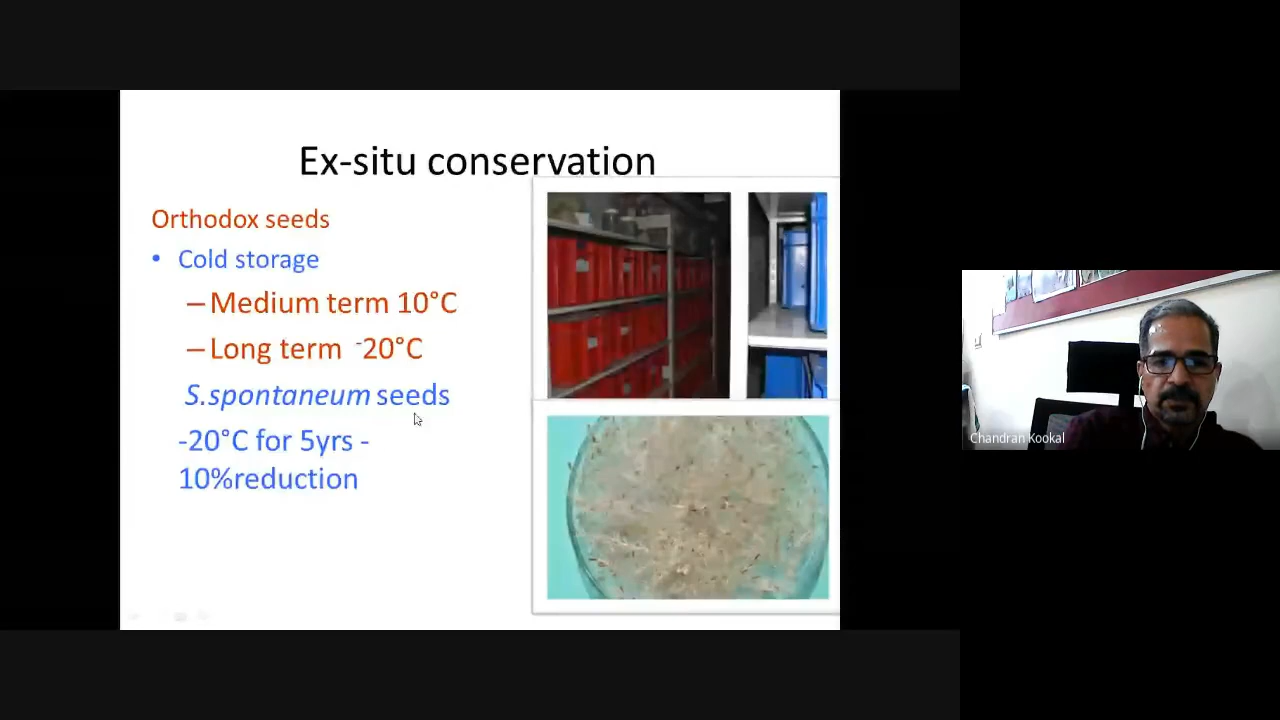 Ex-situ conservation
Orthodox seeds
• Cold storage
– Medium term 10°C
– Long term -20°C
S.spontaneum seeds
-20°C for 5yrs -
10%reduction
Chandran Kookal